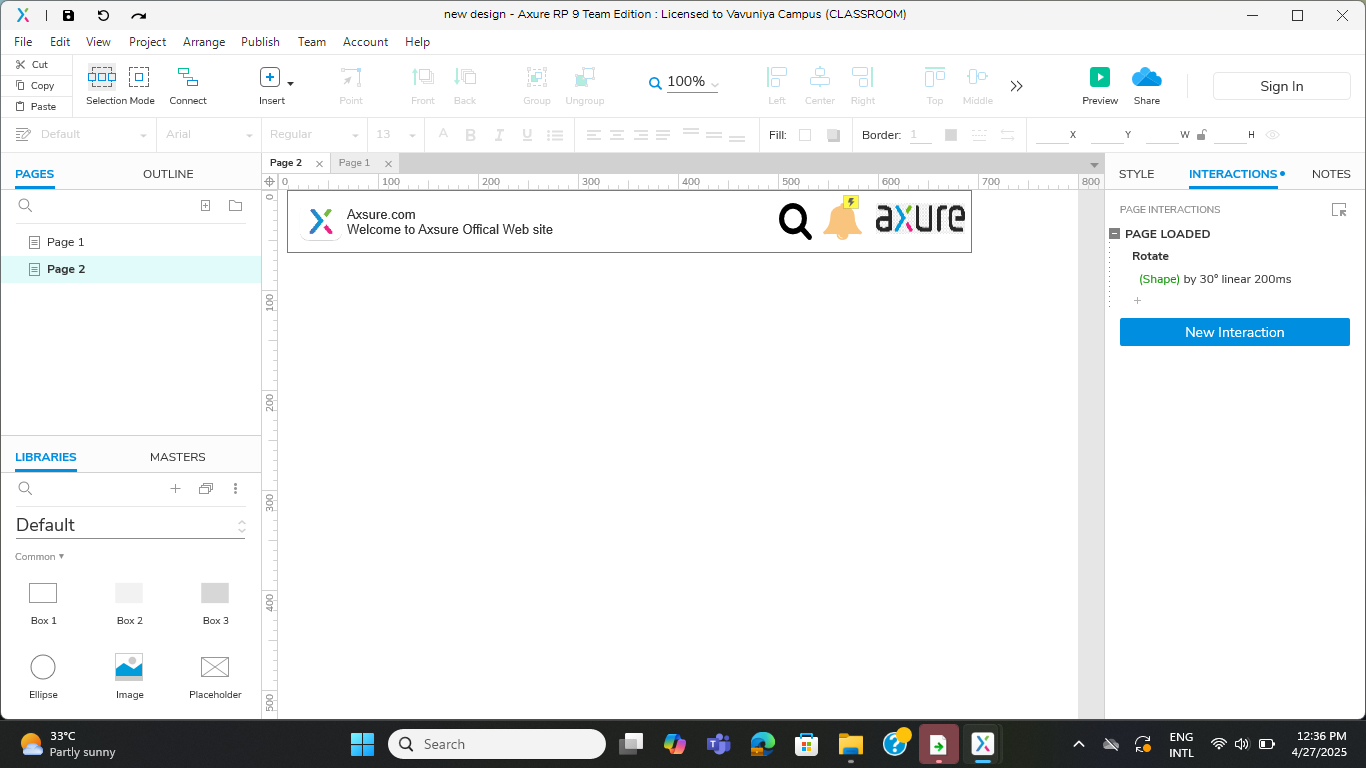 new design - Axure RP 9 Team Edition : Licensed to Vavuniya Campus (CLASSROOM)
File Edit View Project Arrange Publish Team Account Help
Cut
Copy
Paste
Selection Mode Connect Insert Point Front Back Group Ungroup 100% Left Center Right Top Middle Preview Share Sign In
Default Arial Regular 13 A B I U Fill: Border: 1 X Y W H
PAGES OUTLINE
Page 1
Page 2
LIBRARIES MASTERS
Default
Common
Box 1 Box 2 Box 3
Ellipse Image Placeholder
Page 2 Page 1
0 100 200 300 400 500 600 700 800
0
100
200
300
400
500
Axsure.com
Welcome to Axsure Offical Web site
axure
STYLE INTERACTIONS NOTES
PAGE INTERACTIONS
PAGE LOADED
Rotate
(Shape) by 30° linear 200ms
+
New Interaction
33°C
Partly sunny
Search
ENG
INTL
12:36 PM
4/27/2025